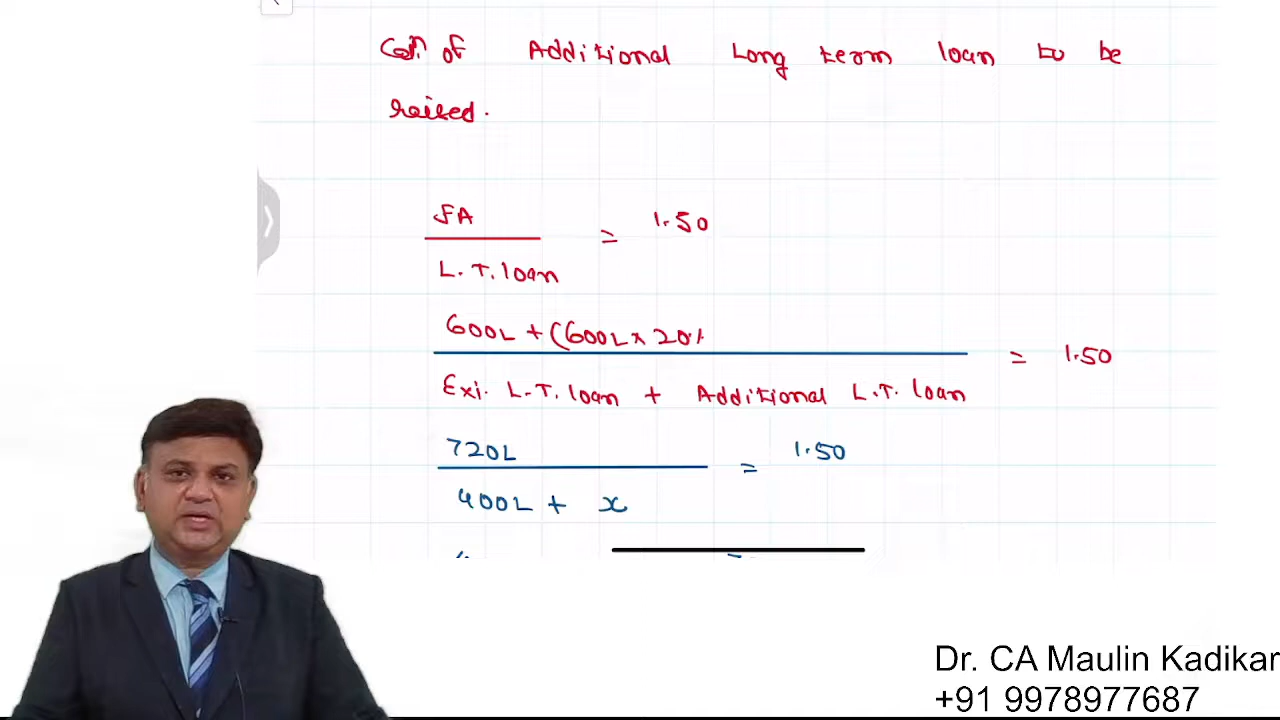 Caln of Additional Long term loan to be
raised.
FA
= 1.50
L.T. loan
600L + (600L x 20%
= 1.50
Exi. L.T. loan + Additional L.T. loan
720L
= 1.50
400L + x
Dr. CA Maulin Kadikar
+91 9978977687